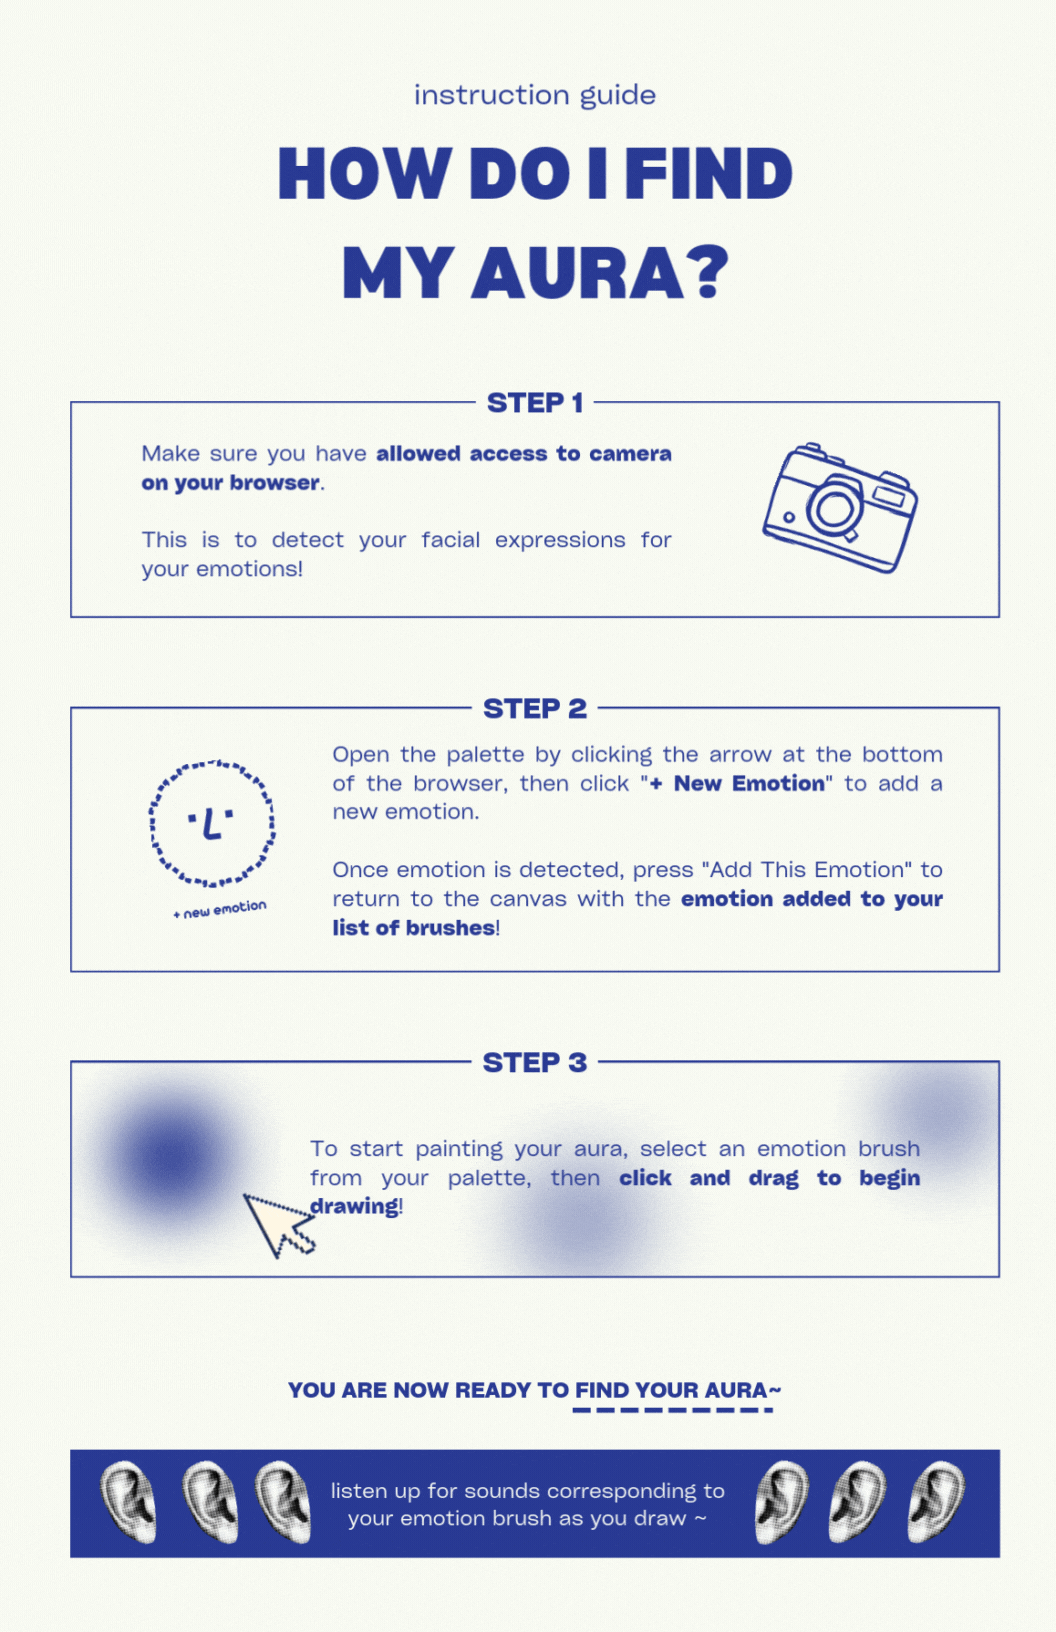 instruction guide
HOW DO I FIND
MY AURA?
STEP 1
Make sure you have allowed access to camera
on your browser.
This is to detect your facial expressions for
your emotions!
STEP 2
+ new emotion
Open the palette by clicking the arrow at the bottom
of the browser, then click "+ New Emotion" to add a
new emotion.
Once emotion is detected, press "Add This Emotion" to
return to the canvas with the emotion added to your
list of brushes!
STEP 3
To start painting your aura, select an emotion brush
from your palette, then click and drag to begin
drawing!
YOU ARE NOW READY TO FIND YOUR AURA~
listen up for sounds corresponding to
your emotion brush as you draw ~